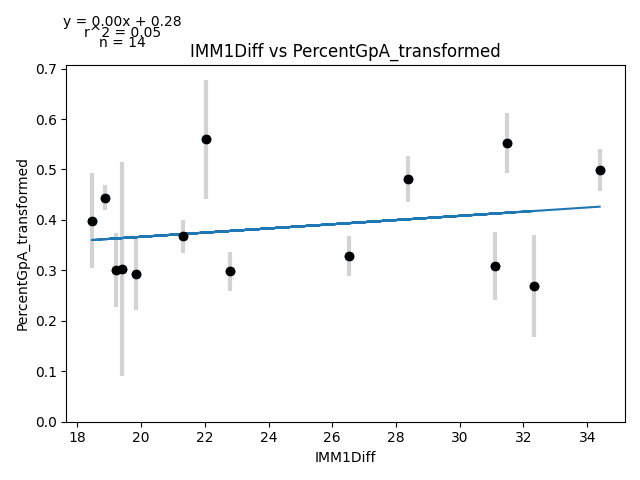 y = 0.00x + 0.28
r^2 = 0.05
n = 14
IMM1Diff vs PercentGpA_transformed
0.7
0.6
0.5
0.4
0.3
0.2
0.1
0.0
PercentGpA_transformed
18 20 22 24 26 28 30 32 34
IMM1Diff